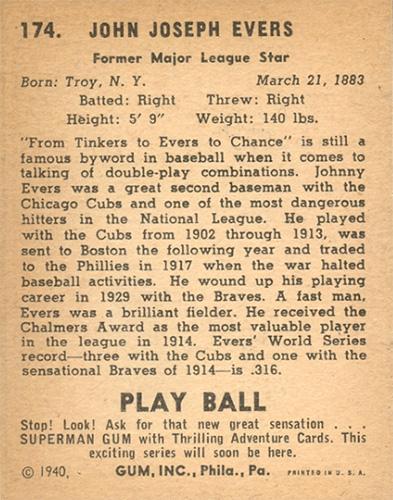 174. JOHN JOSEPH EVERS
Former Major League Star
Born: Troy, N. Y. March 21, 1883
Batted: Right Threw: Right
Height: 5' 9" Weight: 140 lbs.
"From Tinkers to Evers to Chance" is still a
famous byword in baseball when it comes to
talking of double-play combinations. Johnny
Evers was a great second baseman with the
Chicago Cubs and one of the most dangerous
hitters in the National League. He played
with the Cubs from 1902 through 1913, was
sent to Boston the following year and traded
to the Phillies in 1917 when the war halted
baseball activities. He wound up his playing
career in 1929 with the Braves. A fast man,
Evers was a brilliant fielder. He received the
Chalmers Award as the most valuable player
in the league in 1914. Evers' World Series
record—three with the Cubs and one with the
sensational Braves of 1914—is .316.
PLAY BALL
Stop! Look! Ask for that new great sensation . . .
SUPERMAN GUM with Thrilling Adventure Cards. This
exciting series will soon be here.
© 1940, GUM, INC., Phila., Pa. PRINTED IN U. S. A.